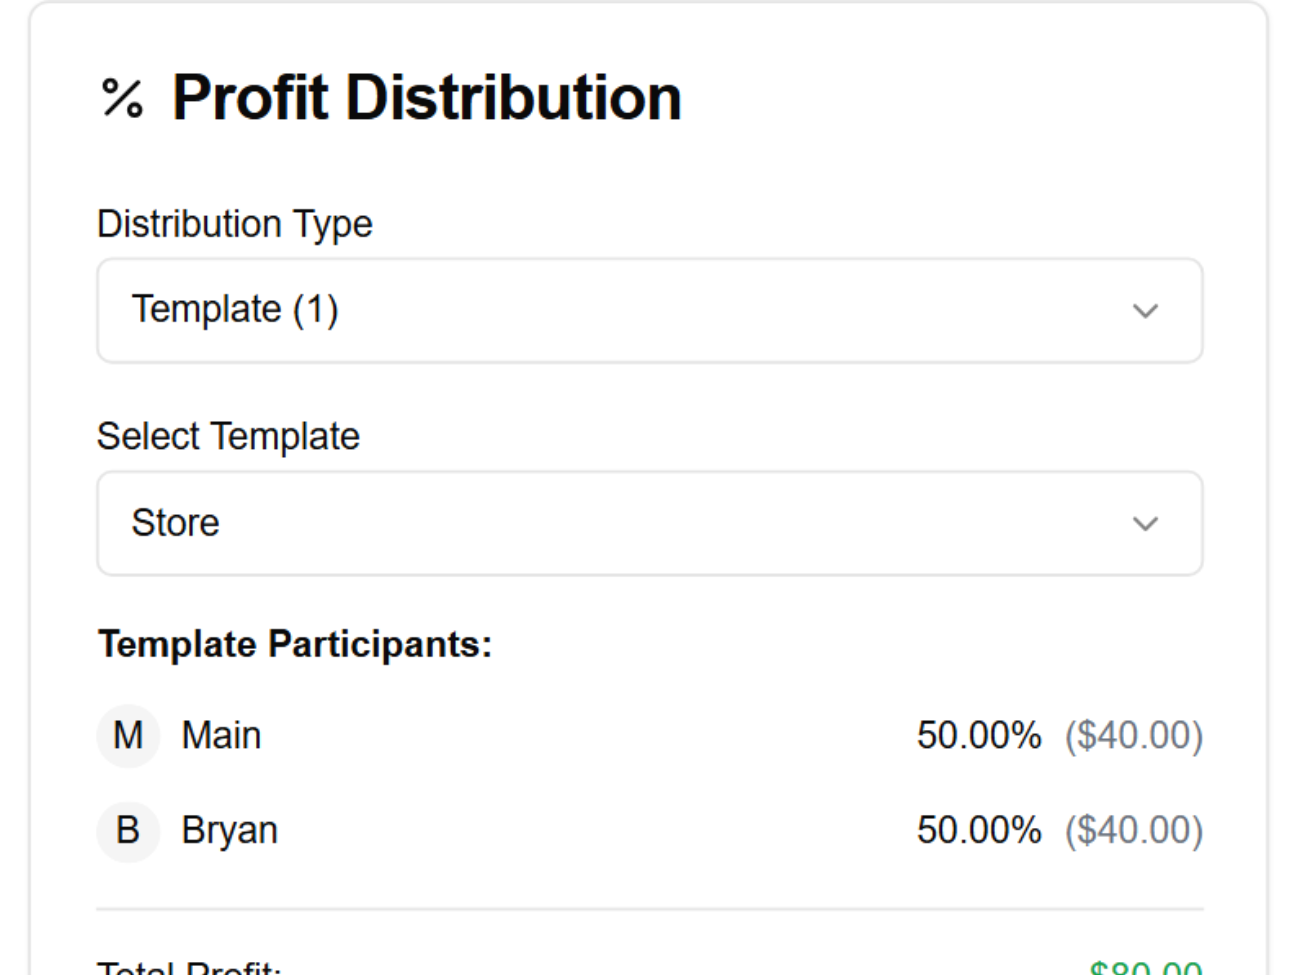 % Profit Distribution
Distribution Type
Template (1)
Select Template
Store
Template Participants:
M Main 50.00% ($40.00)
B Bryan 50.00% ($40.00)
Total Profit: $80.00